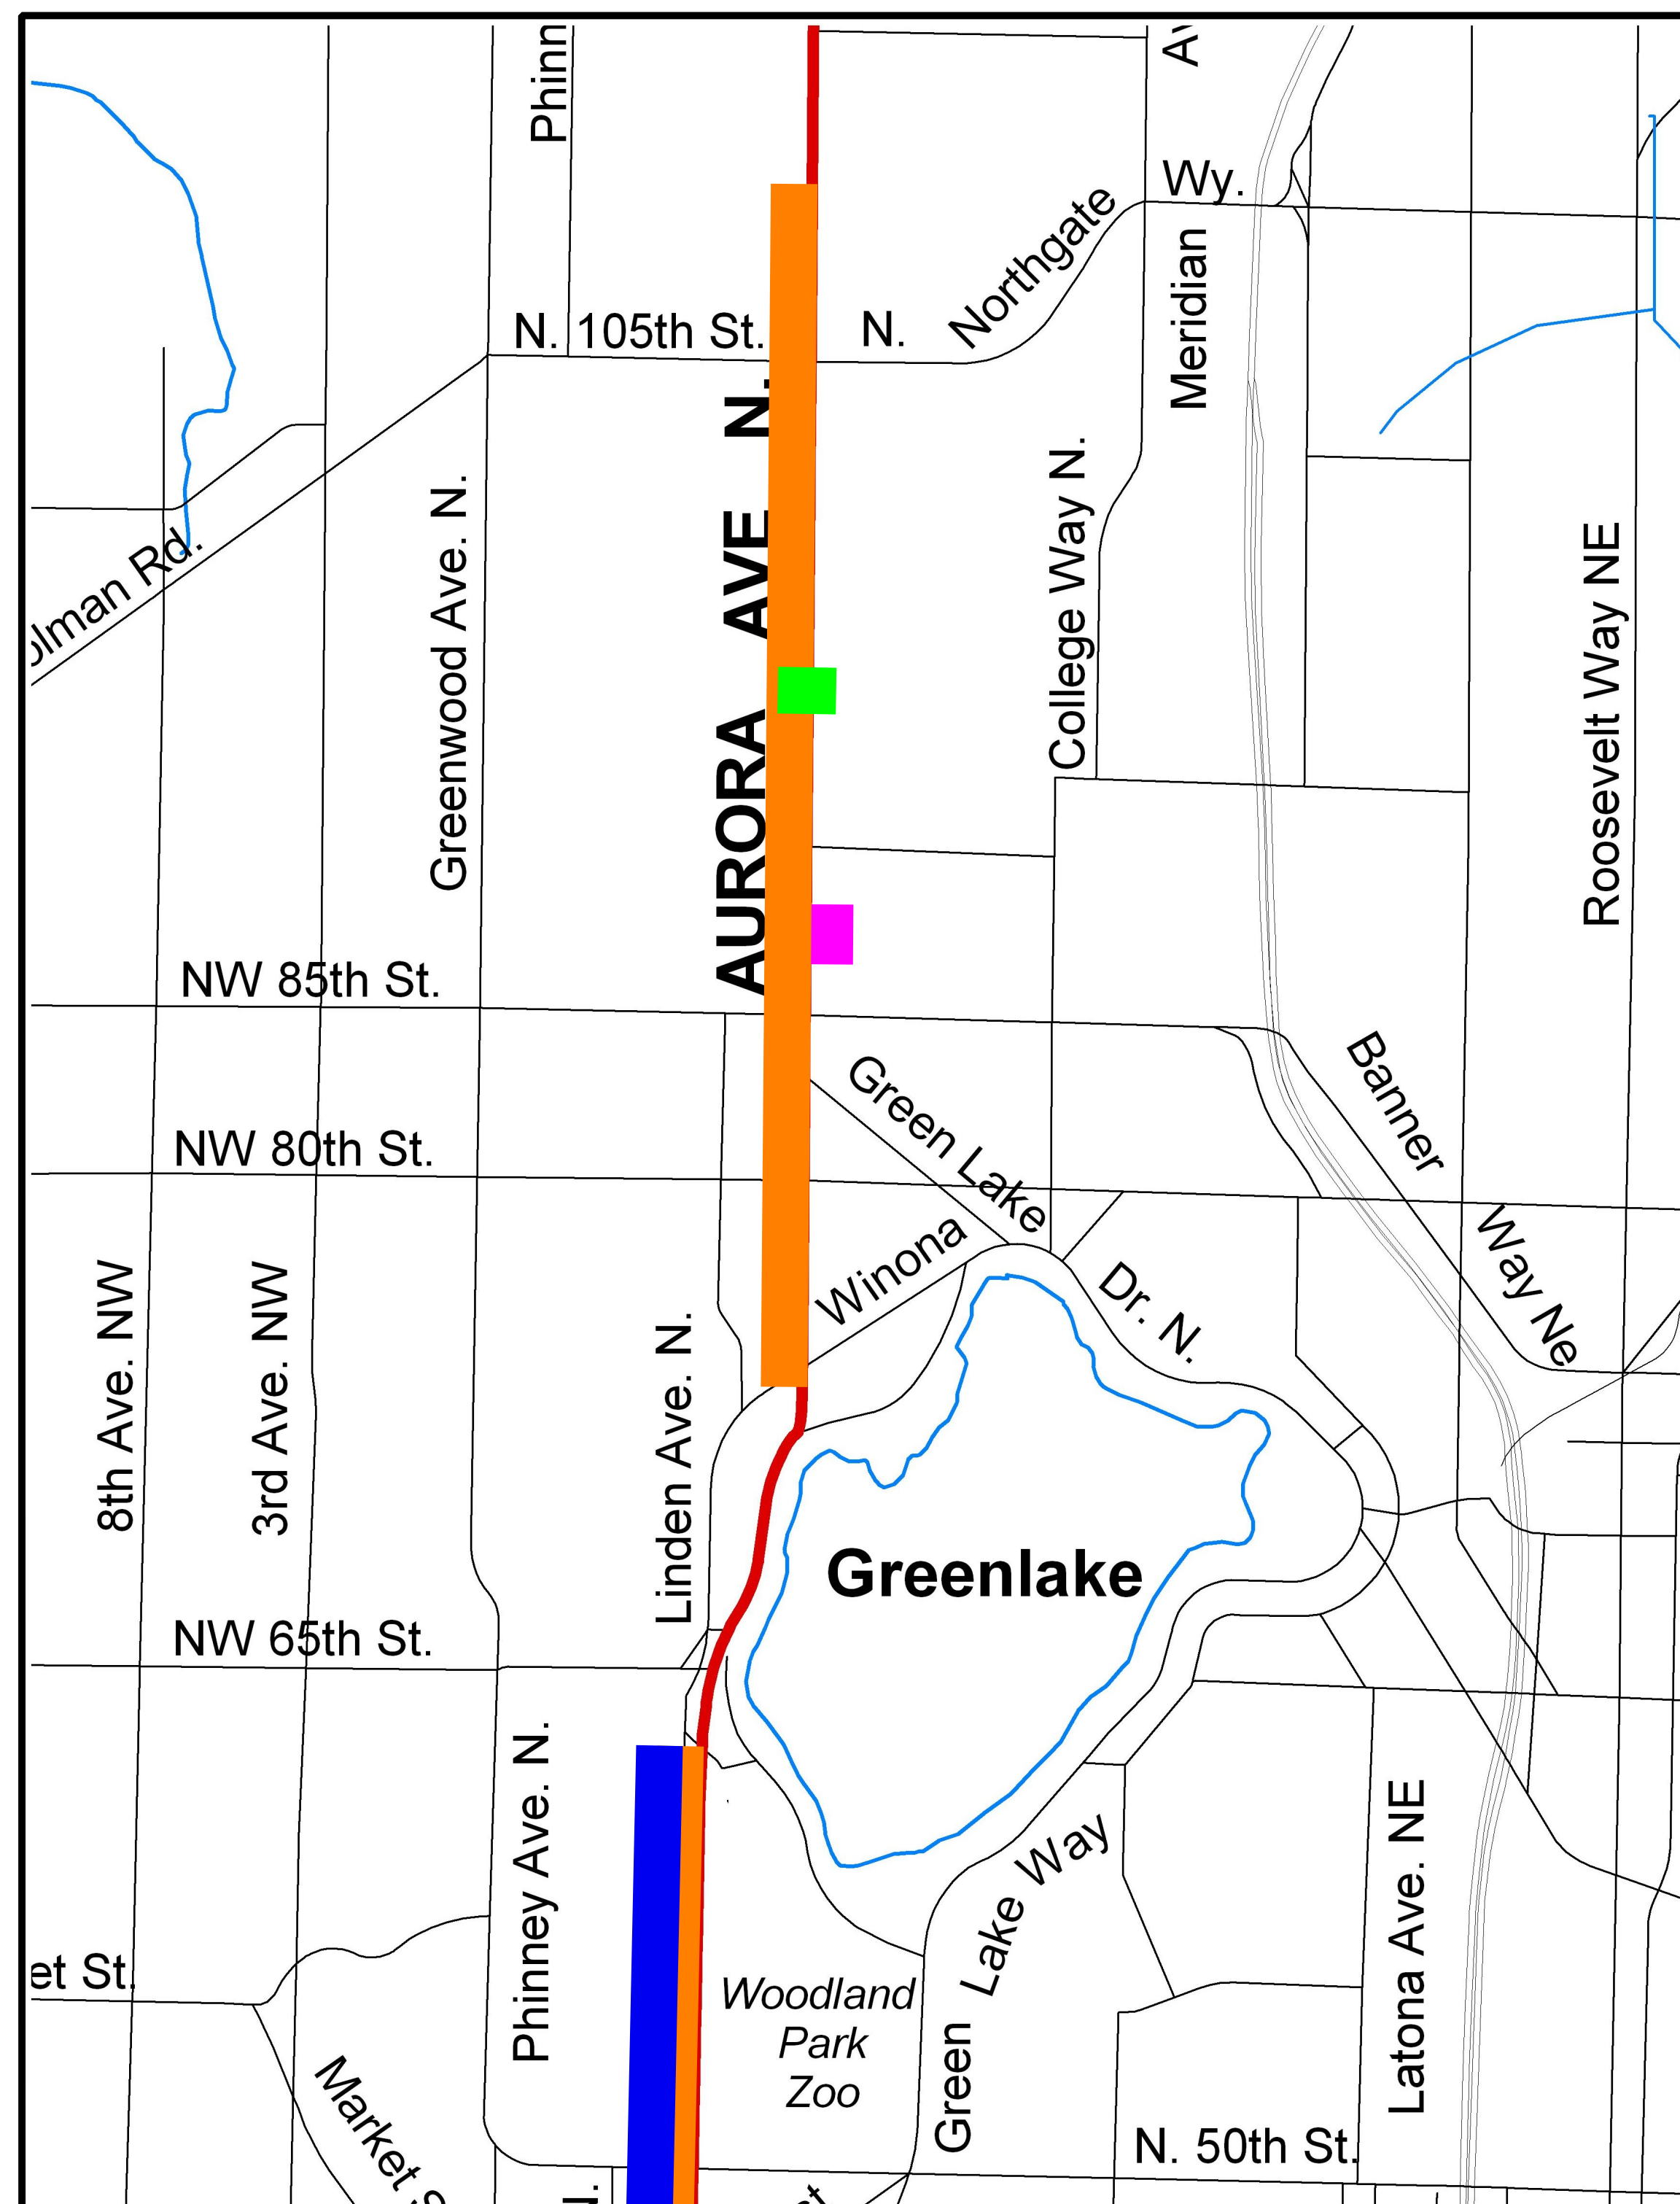 Phinn
Av
Wy.
N. 105th St.
N.
Northgate
Meridian
AURORA AVE N.
College Way N.
Greenwood Ave. N.
olman Rd.
Roosevelt Way NE
NW 85th St.
Banner
Way Ne
Green Lake
Dr. N.
NW 80th St.
Winona
8th Ave. NW
3rd Ave. NW
Linden Ave. N.
Greenlake
NW 65th St.
Phinney Ave. N.
Green Lake Way
Latona Ave. NE
et St.
Woodland
Park
Zoo
Market S
N. 50th St.